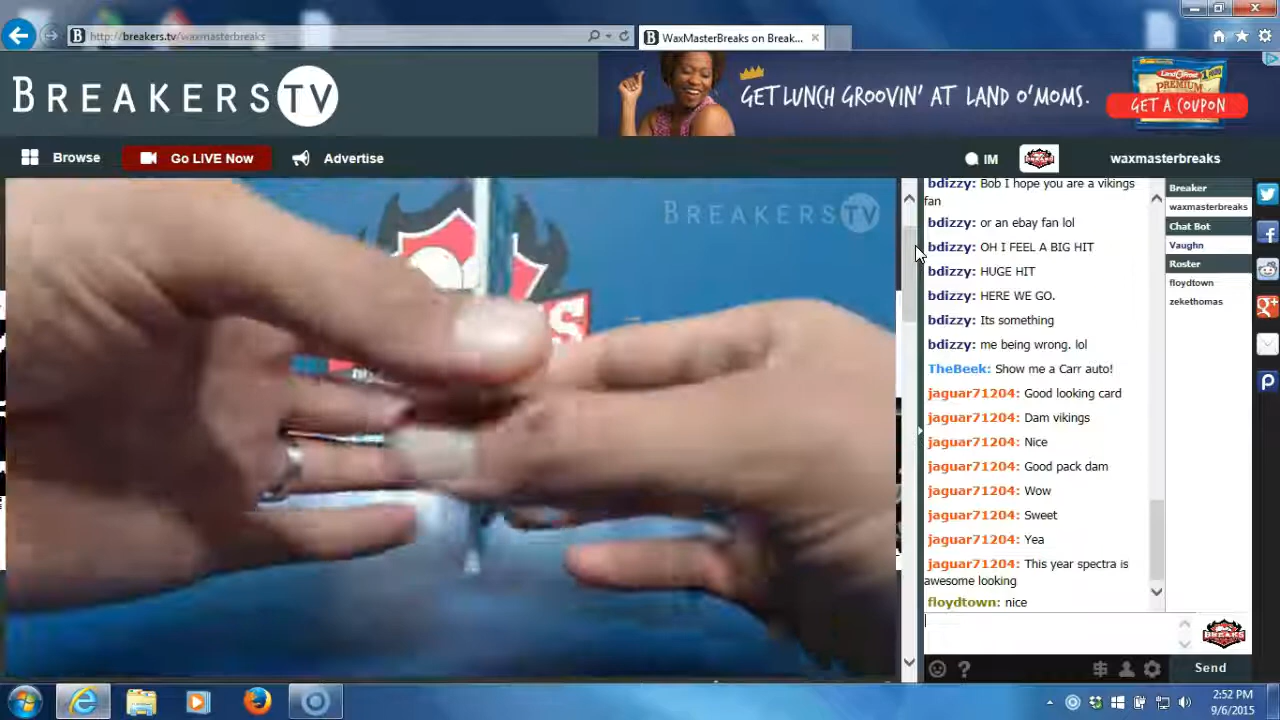 http://breakers.tv/waxmasterbreaks
WaxMasterBreaks on Break...
BREAKERS TV
GET LUNCH GROOVIN' AT LAND O'MOMS.
Land O'Frost
PREMIUM
GET A COUPON
Browse
Go LIVE Now
Advertise
IM
waxmasterbreaks
BREAKERS TV
bdizzy: Bob I hope you are a vikings
fan
bdizzy: or an ebay fan lol
bdizzy: OH I FEEL A BIG HIT
bdizzy: HUGE HIT
bdizzy: HERE WE GO.
bdizzy: Its something
bdizzy: me being wrong. lol
TheBeek: Show me a Carr auto!
jaguar71204: Good looking card
jaguar71204: Dam vikings
jaguar71204: Nice
jaguar71204: Good pack dam
jaguar71204: Wow
jaguar71204: Sweet
jaguar71204: Yea
jaguar71204: This year spectra is
awesome looking
floydtown: nice
Breaker
waxmasterbreaks
Chat Bot
Vaughn
Roster
floydtown
zekethomas
BREAKS
Send
2:52 PM
9/6/2015